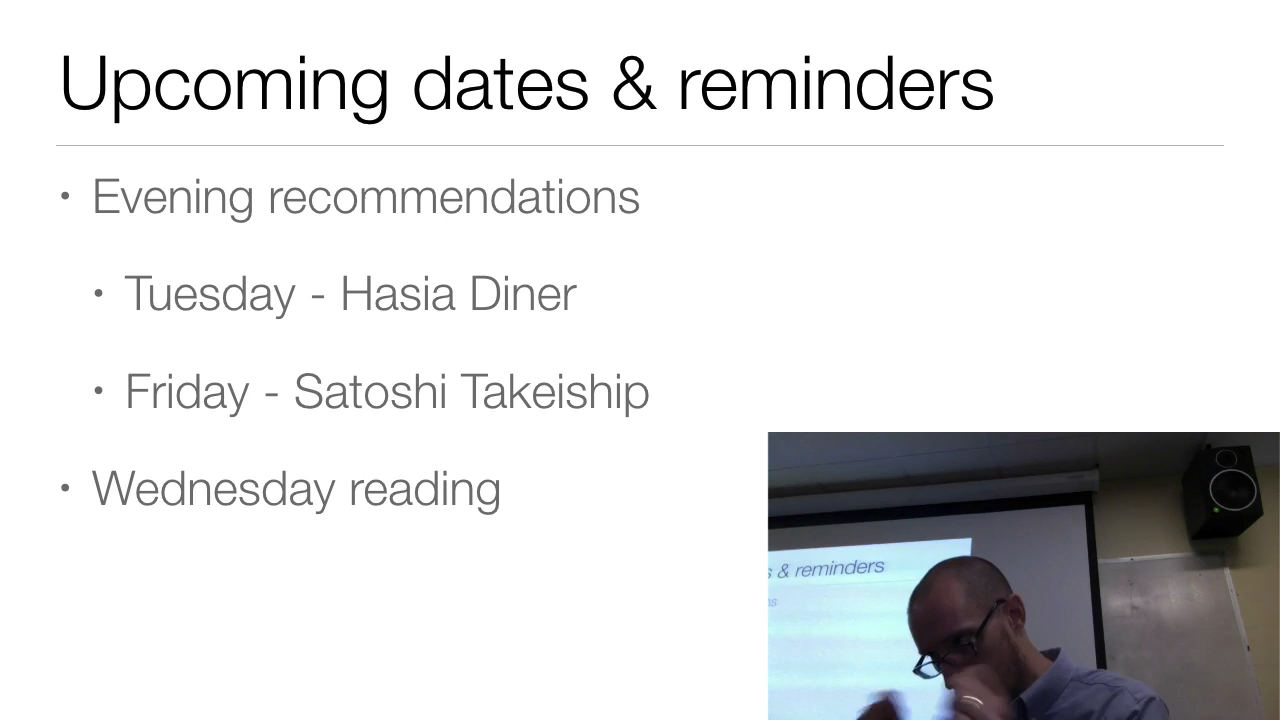 Upcoming dates & reminders
• Evening recommendations
• Tuesday - Hasia Diner
• Friday - Satoshi Takeiship
• Wednesday reading
& reminders